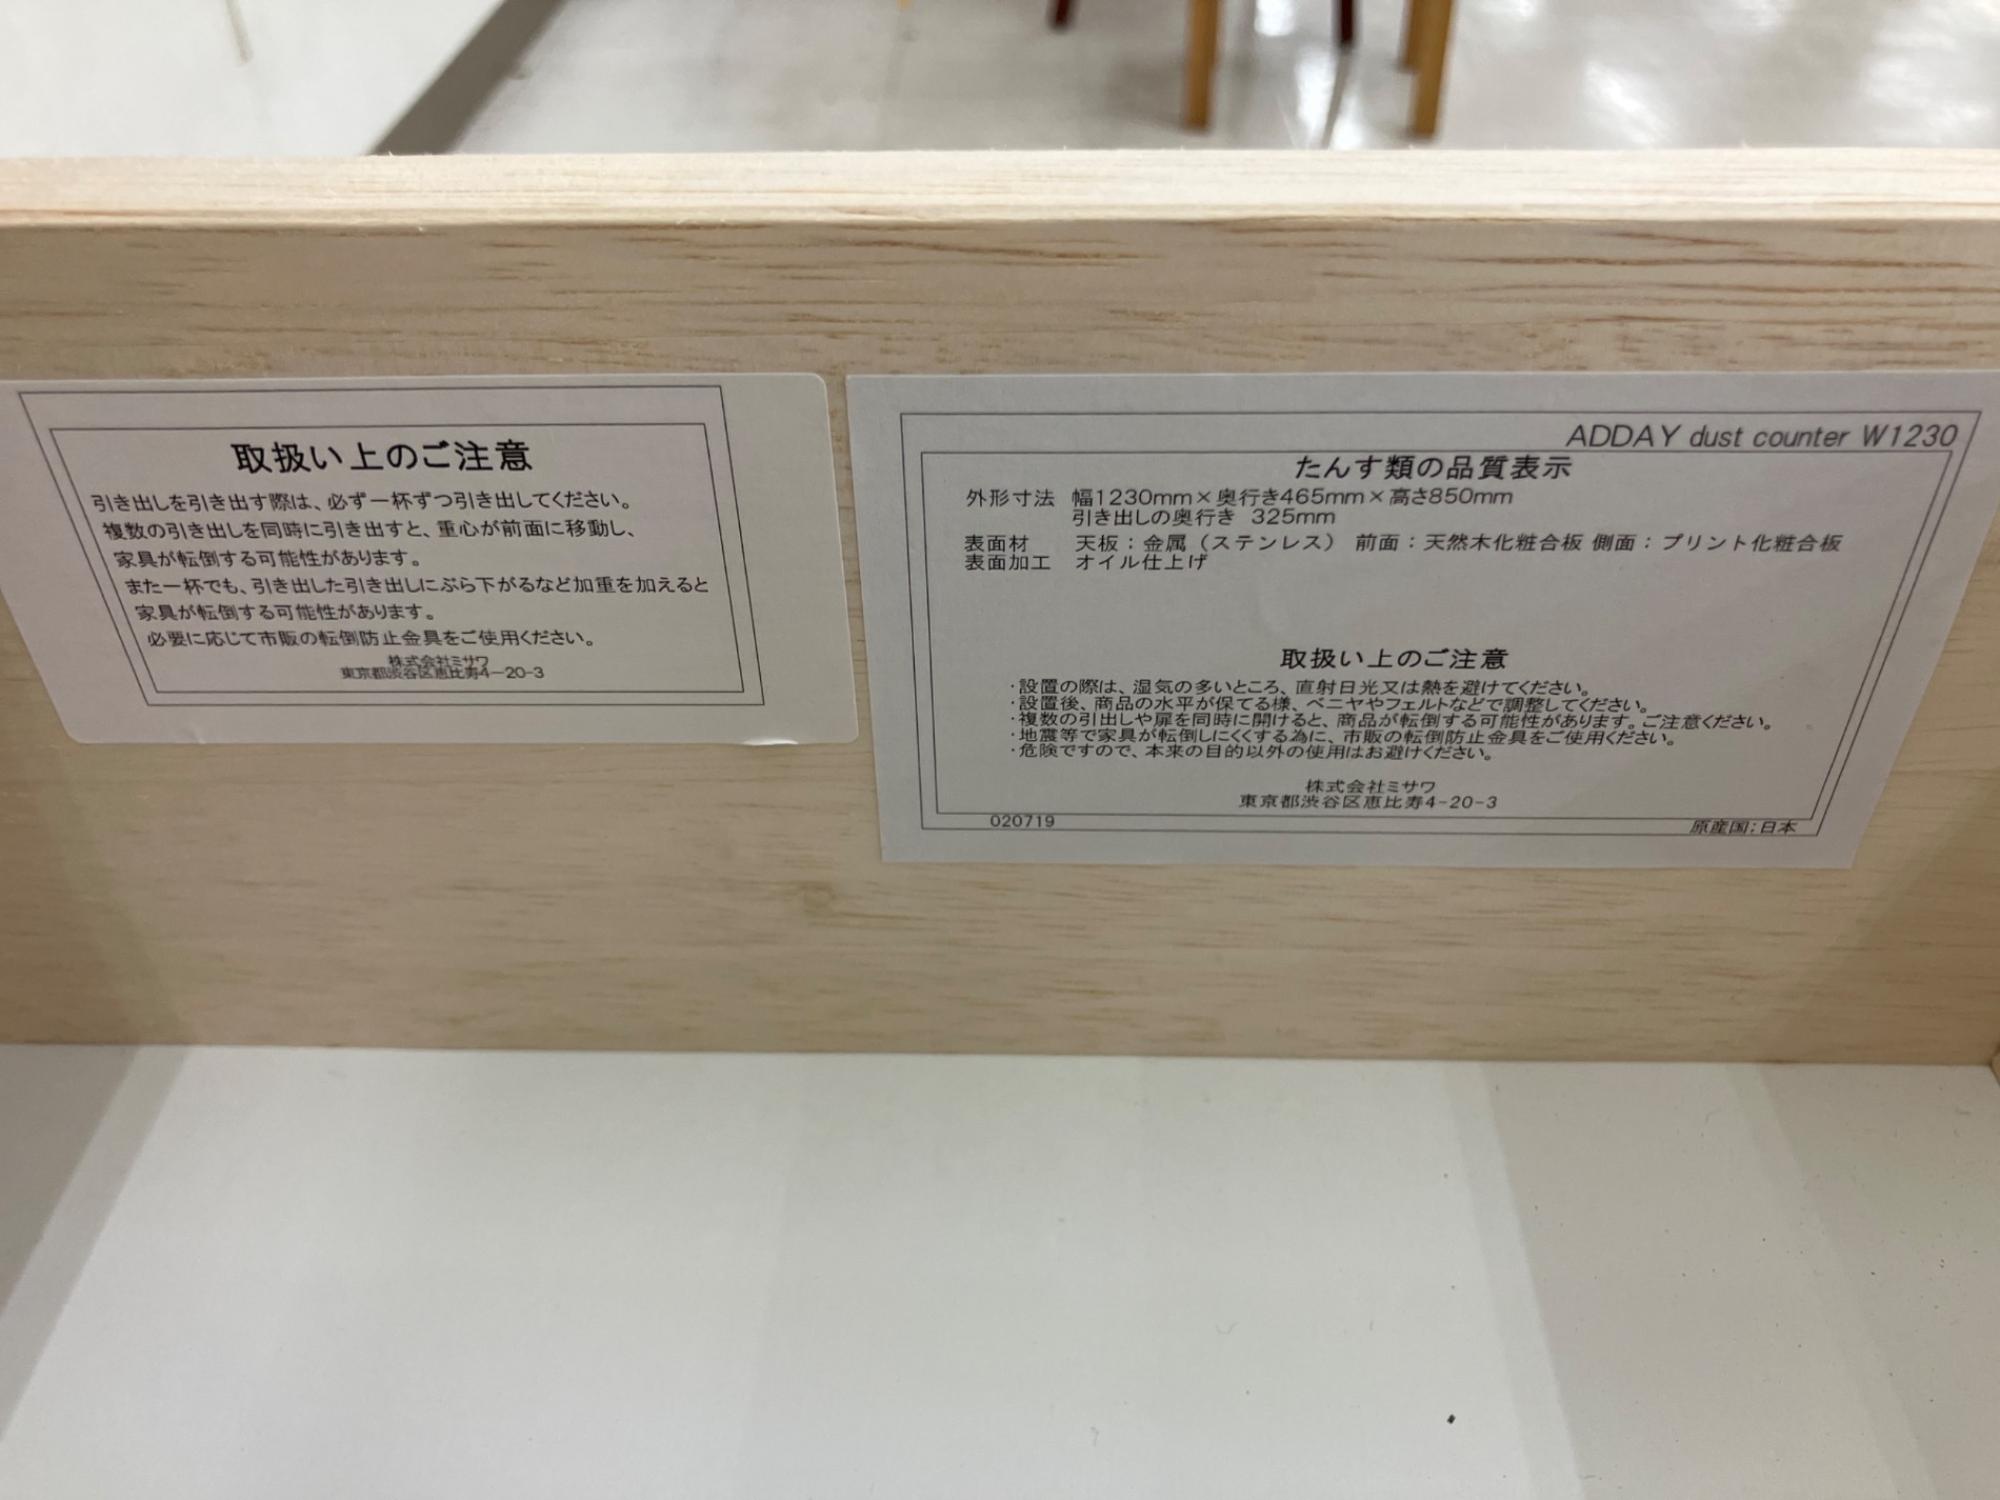 取扱い上のご注意
引き出しを引き出す際は、必ず一杯ずつ引き出してください。
複数の引き出しを同時に引き出すと、重心が前面に移動し、
家具が転倒する可能性があります。
また一杯でも、引き出した引き出しにぶら下がるなど加重を加えると
家具が転倒する可能性があります。
必要に応じて市販の転倒防止金具をご使用ください。
株式会社ミサワ
東京都渋谷区恵比寿4－20-3
ADDAY dust counter W1230
たんす類の品質表示
外形寸法 幅1230mm×奥行き465mm×高さ850mm
引き出しの奥行き 325mm
表面材 天板：金属（ステンレス） 前面：天然木化粧合板 側面：プリント化粧合板
表面加工 オイル仕上げ
取扱い上のご注意
・設置の際は、湿気の多いところ、直射日光又は熱を避けてください。
・設置後、商品の水平が保てる様、ベニヤやフェルトなどで調整してください。
・複数の引出しや扉を同時に開けると、商品が転倒する可能性があります。ご注意ください。
・地震等で家具が転倒しにくくする為に、市販の転倒防止金具をご使用ください。
・危険ですので、本来の目的以外の使用はお避けください。
株式会社ミサワ
東京都渋谷区恵比寿4-20-3
020719
原産国：日本